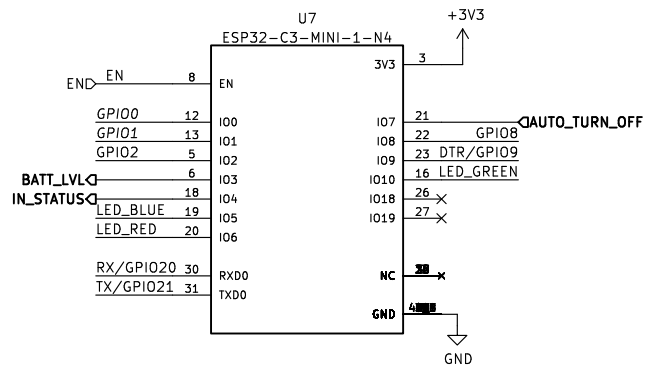 U7
ESP32-C3-MINI-1-N4
+3V3
3V3 3
EN EN 8 EN
GPIO0 12 IO0
GPIO1 13 IO1
GPIO2 5 IO2
BATT_LVL 6 IO3
IN_STATUS 18 IO4
LED_BLUE 19 IO5
LED_RED 20 IO6
RX/GPIO20 30 RXD0
TX/GPIO21 31 TXD0
IO7 21 AUTO_TURN_OFF
IO8 22 GPIO8
IO9 23 DTR/GPIO9
IO10 16 LED_GREEN
IO18 26
IO19 27
NC
GND
GND